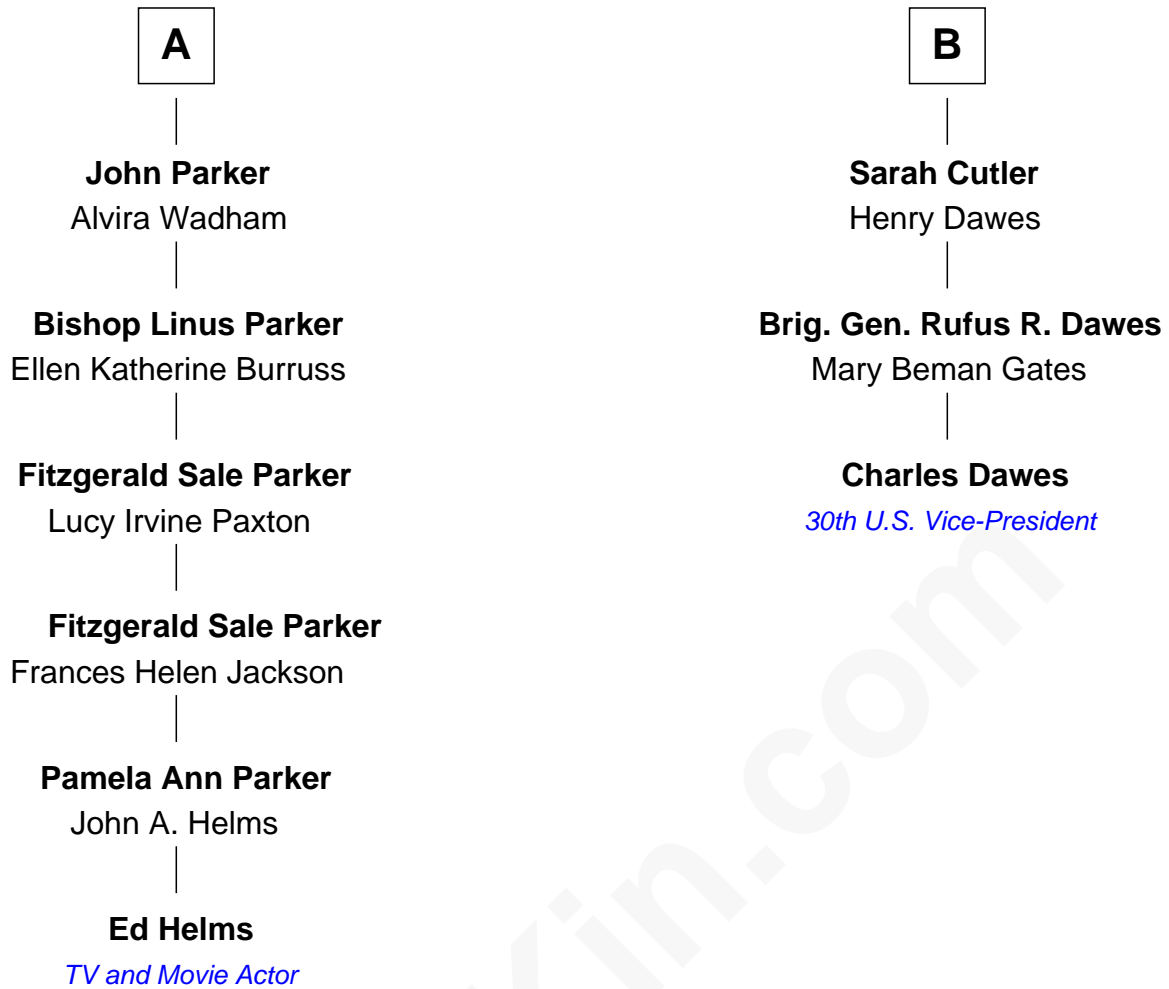 A
John Parker
Alvira Wadham
Bishop Linus Parker
Ellen Katherine Burruss
Fitzgerald Sale Parker
Lucy Irvine Paxton
Fitzgerald Sale Parker
Frances Helen Jackson
Pamela Ann Parker
John A. Helms
Ed Helms
TV and Movie Actor
B
Sarah Cutler
Henry Dawes
Brig. Gen. Rufus R. Dawes
Mary Beman Gates
Charles Dawes
30th U.S. Vice-President
Kin.com